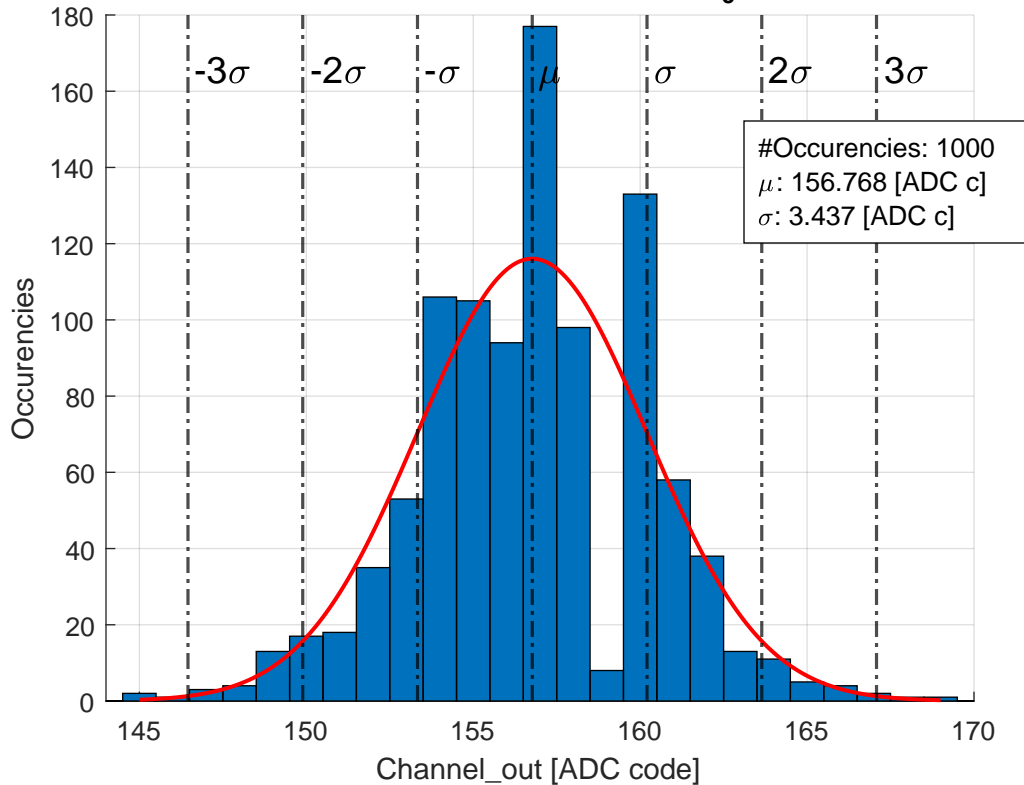 180
160
140
120
100
80
60
40
20
0
-3σ
-2σ
-σ
μ
σ
2σ
3σ
#Occurencies: 1000
μ: 156.768 [ADC c]
σ: 3.437 [ADC c]
Occurencies
145
150
155
160
165
170
Channel_out [ADC code]